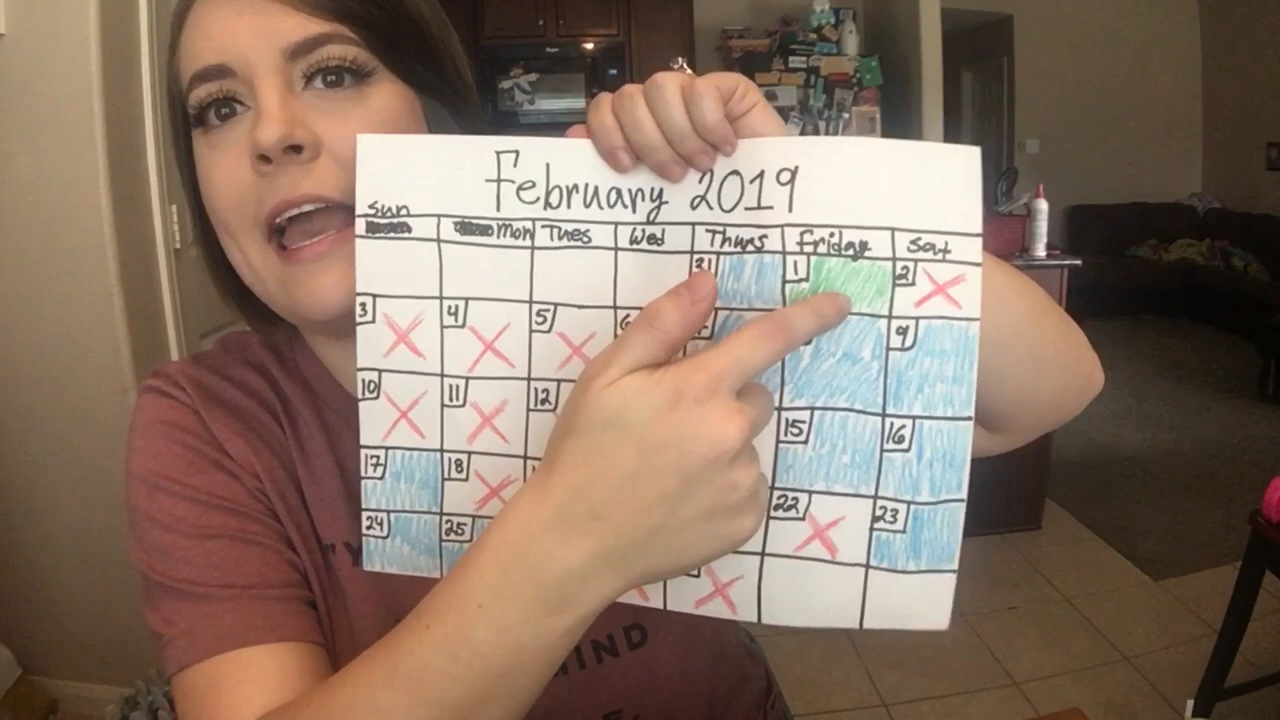 February 2019
Sun Mon Tues Wed Thurs Friday Sat
31 1 2
3 4 5 6 9
10 11 12 15 16
17 18 22 23
24 25